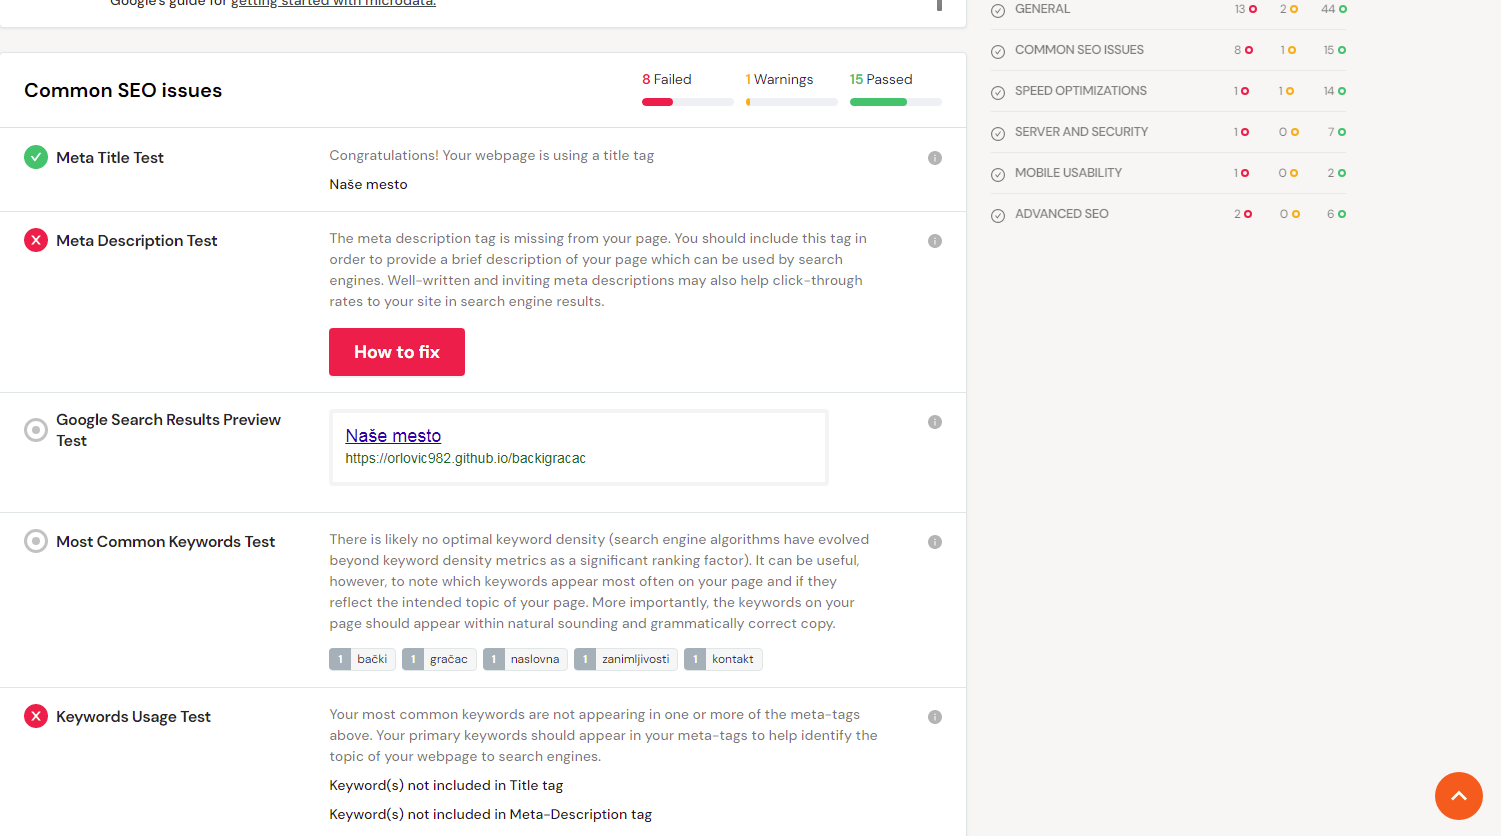 Google's guide for getting started with microdata.
Common SEO issues
8 Failed
1 Warnings
15 Passed
Meta Title Test
Congratulations! Your webpage is using a title tag
Naše mesto
Meta Description Test
The meta description tag is missing from your page. You should include this tag in
order to provide a brief description of your page which can be used by search
engines. Well-written and inviting meta descriptions may also help click-through
rates to your site in search engine results.
How to fix
Google Search Results Preview
Test
Naše mesto
https://orlovic982.github.io/backigracac
Most Common Keywords Test
There is likely no optimal keyword density (search engine algorithms have evolved
beyond keyword density metrics as a significant ranking factor). It can be useful,
however, to note which keywords appear most often on your page and if they
reflect the intended topic of your page. More importantly, the keywords on your
page should appear within natural sounding and grammatically correct copy.
1 bački 1 gračac 1 naslovna 1 zanimljivosti 1 kontakt
Keywords Usage Test
Your most common keywords are not appearing in one or more of the meta-tags
above. Your primary keywords should appear in your meta-tags to help identify the
topic of your webpage to search engines.
Keyword(s) not included in Title tag
Keyword(s) not included in Meta-Description tag
GENERAL 13 2 44
COMMON SEO ISSUES 8 1 15
SPEED OPTIMIZATIONS 1 1 14
SERVER AND SECURITY 1 0 7
MOBILE USABILITY 1 0 2
ADVANCED SEO 2 0 6